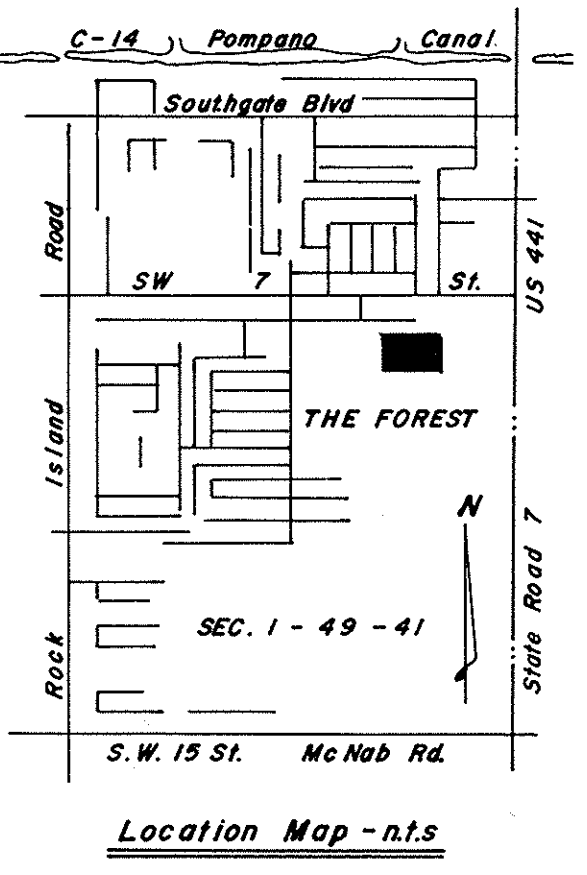 C-14 Pompano Canal
Southgate Blvd
Rock Island Road
US 441
SW 7 St.
THE FOREST
N
State Road 7
SEC. 1 - 49 - 41
S.W. 15 St. McNab Rd.
Location Map - n.t.s